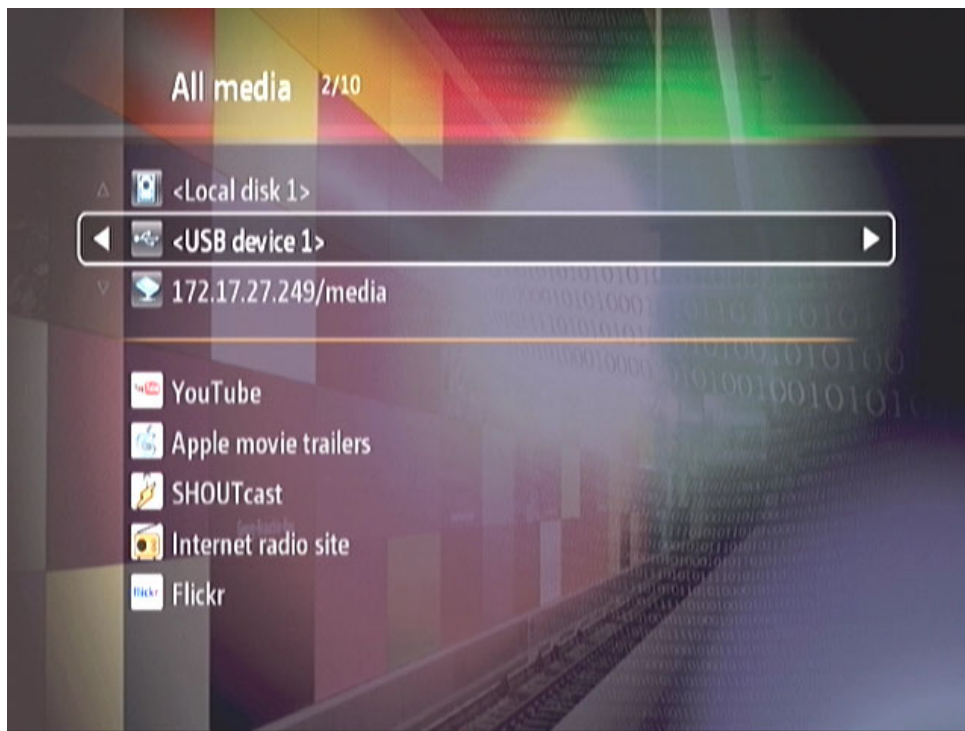 All media 2/10
<Local disk 1>
<USB device 1>
172.17.27.249/media
YouTube
Apple movie trailers
SHOUTcast
Internet radio site
flickr Flickr